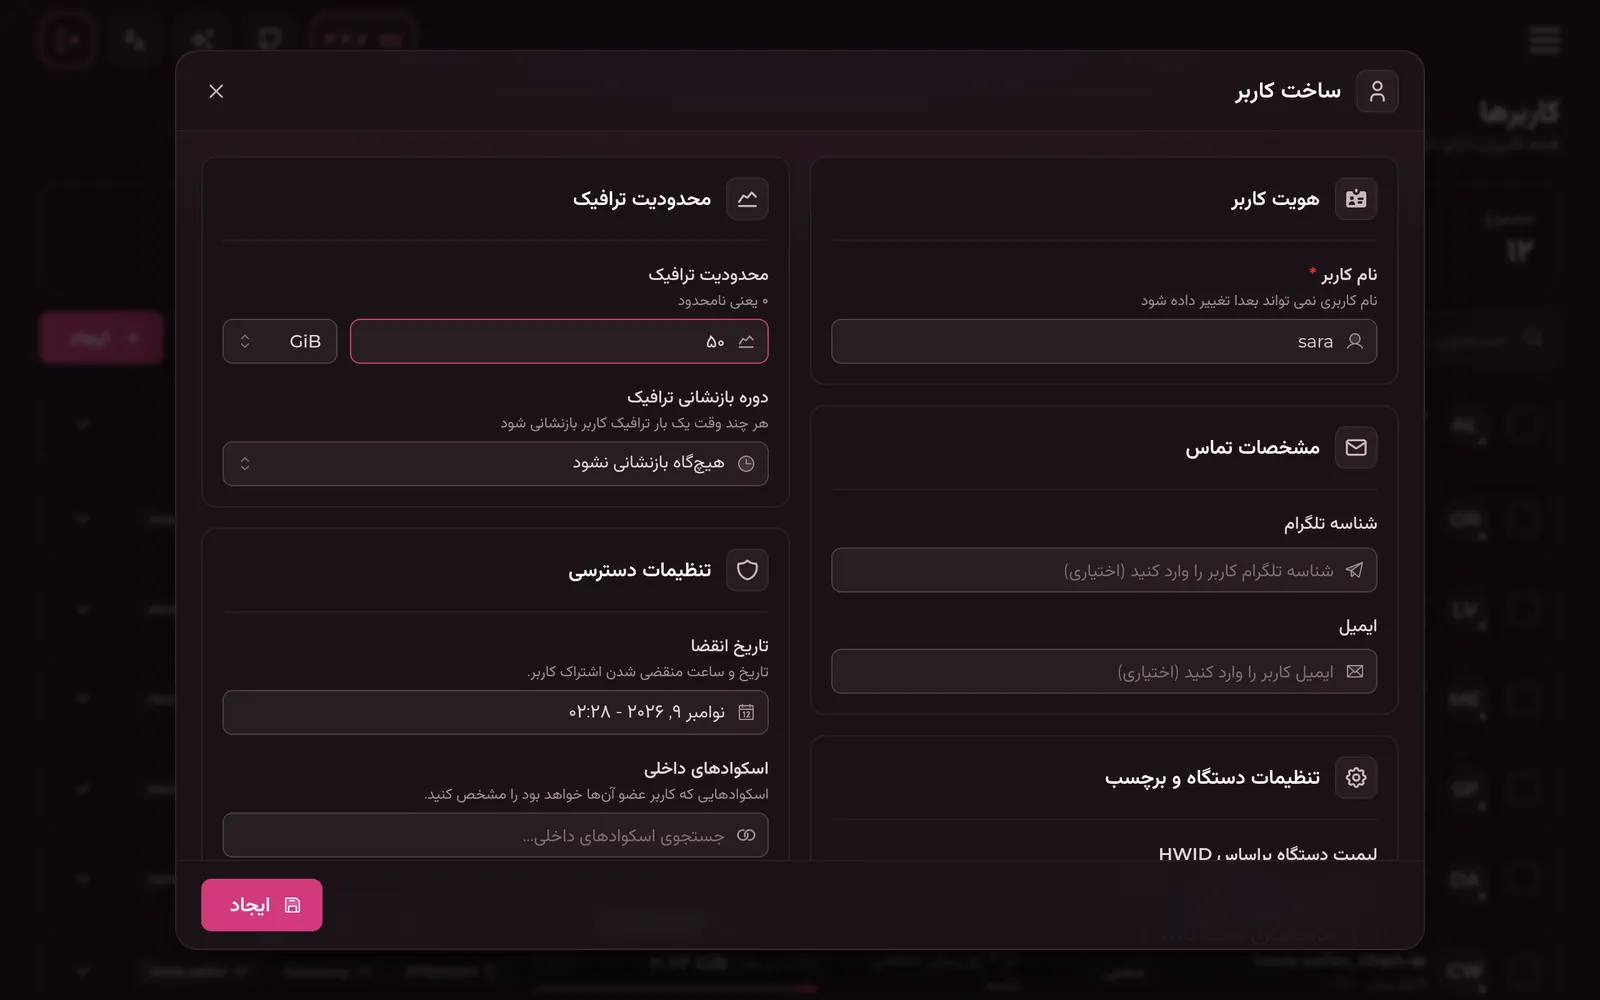 ساخت کاربر
هویت کاربر
نام کاربر *
نام کاربری نمی تواند بعدا تغییر داده شود
sara
مشخصات تماس
شناسه تلگرام
شناسه تلگرام کاربر را وارد کنید (اختیاری)
ایمیل
ایمیل کاربر را وارد کنید (اختیاری)
تنظیمات دستگاه و برچسب
لیمیت دستگاه براساس HWID
محدودیت ترافیک
محدودیت ترافیک
۰ یعنی نامحدود
۵۰
GiB
دوره بازنشانی ترافیک
هر چند وقت یک بار ترافیک کاربر بازنشانی شود
هیچ‌گاه بازنشانی نشود
تنظیمات دسترسی
تاریخ انقضا
تاریخ و ساعت منقضی شدن اشتراک کاربر.
نوامبر ۹, ۲۰۲۶ - ۰۲:۲۸
اسکوادهای داخلی
اسکوادهایی که کاربر عضو آن‌ها خواهد بود را مشخص کنید.
جستجوی اسکوادهای داخلی...
ایجاد
کاربرها
۱۲
ایجاد